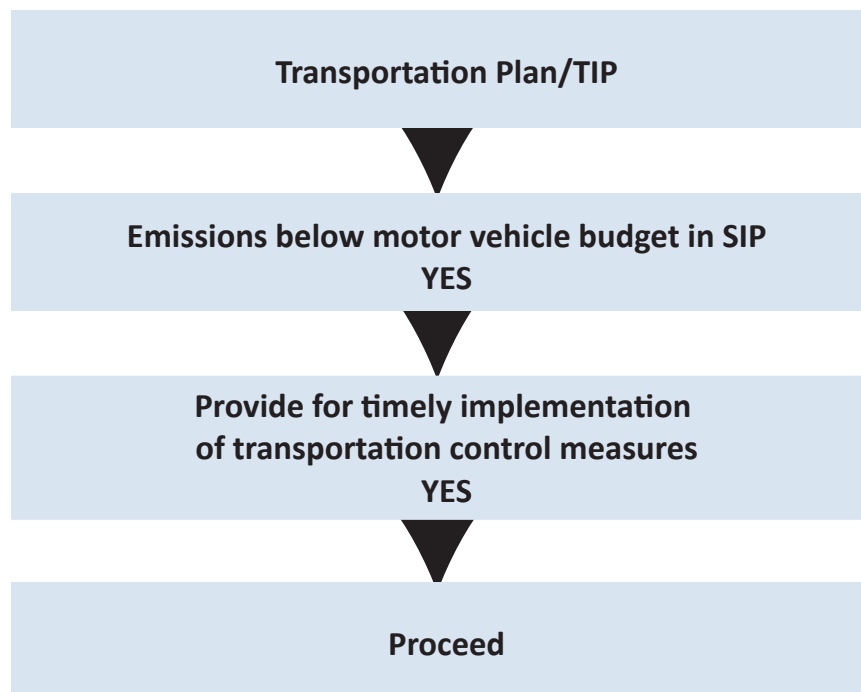 Transportation Plan/TIP
Emissions below motor vehicle budget in SIP
YES
Provide for timely implementation
of transportation control measures
YES
Proceed